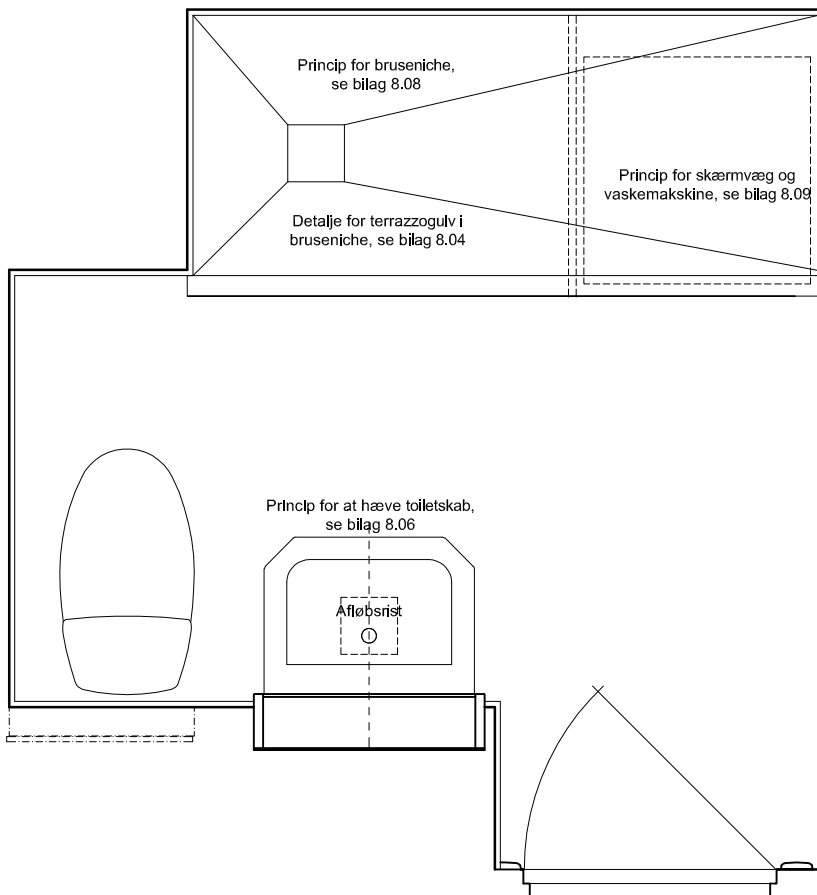 Princip for bruseniche,
se bilag 8.08
Princip for skærmvæg og
vaskemakskine, se bilag 8.09
Detalje for terrazzogulv i
bruseniche, se bilag 8.04
Princip for at hæve toiletskab,
se bilag 8.06
Afløbsrist